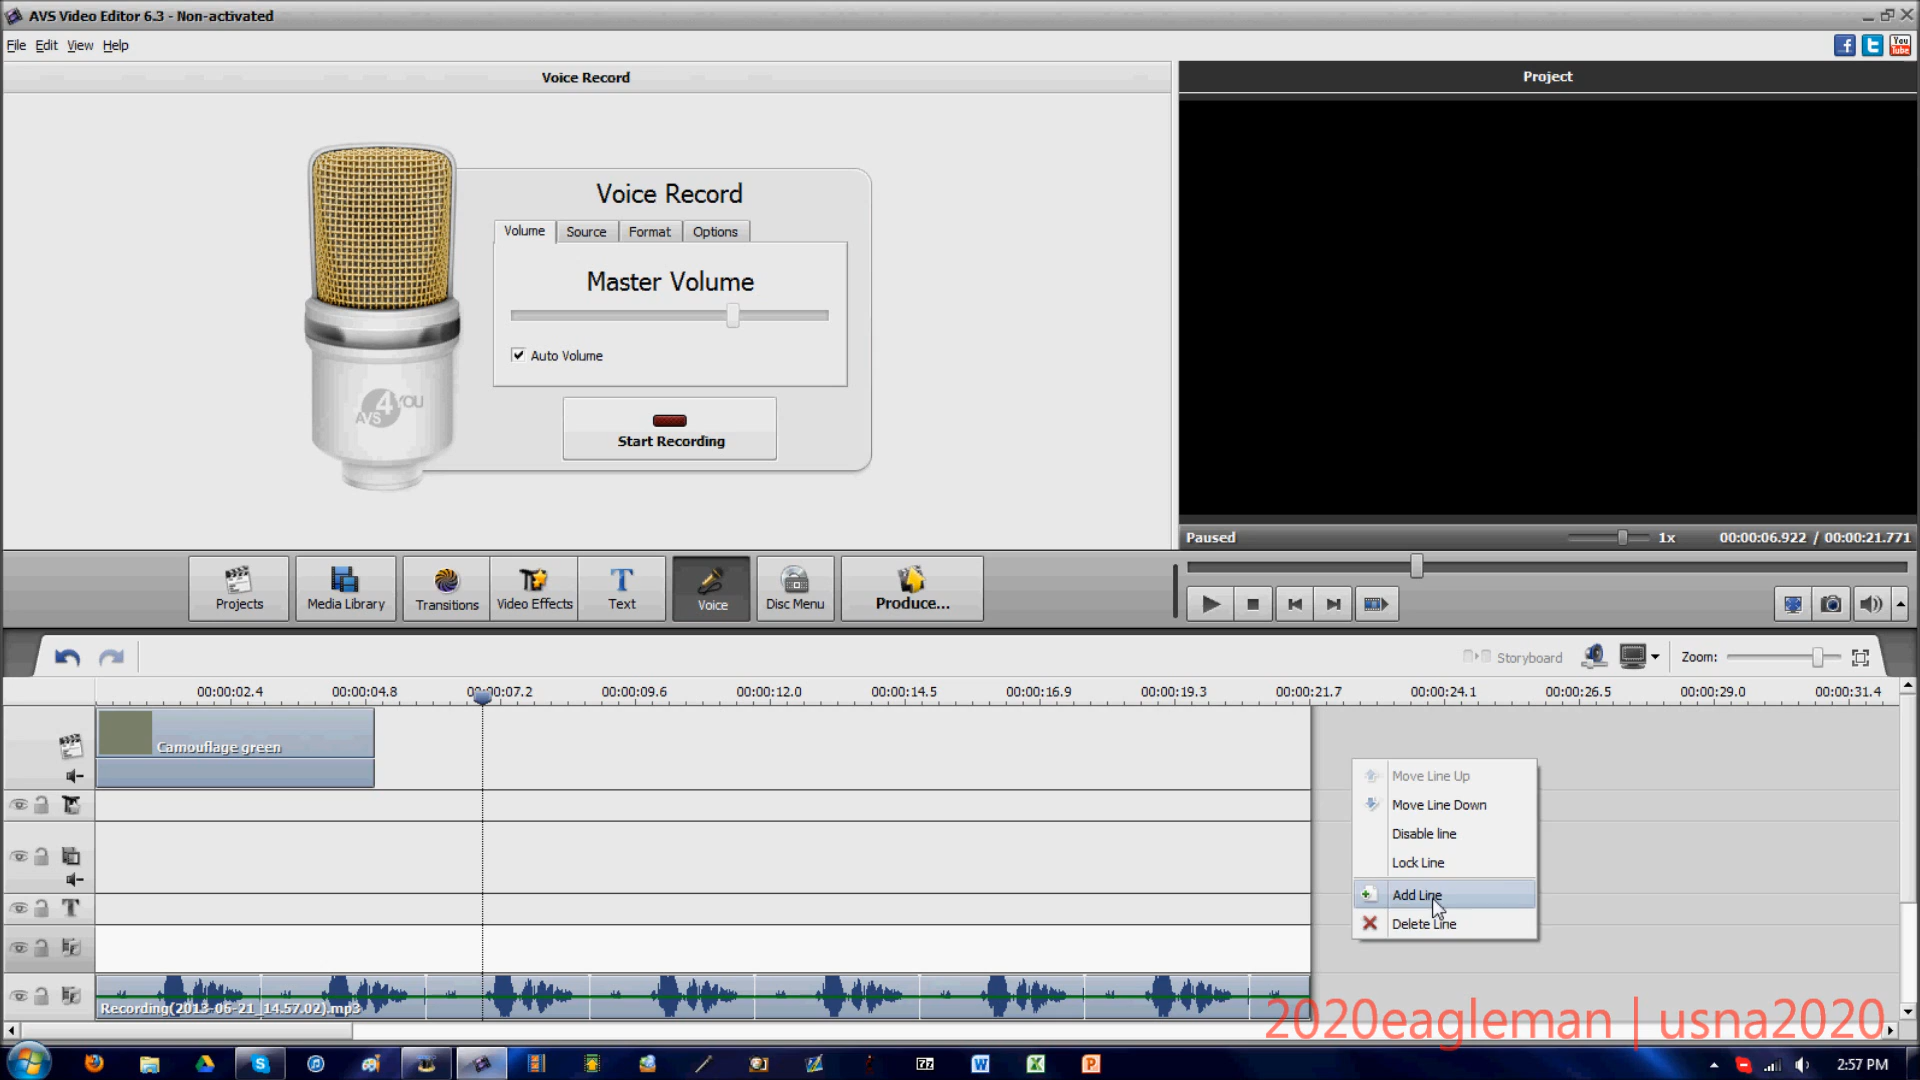 AVS Video Editor 6.3 - Non-activated
File Edit View Help
You Tube
Voice Record
Project
Voice Record
Volume Source Format Options
Master Volume
Auto Volume
AVS4YOU
Start Recording
Paused 1x 00:00:06.922 / 00:00:21.771
Projects Media Library Transitions Video Effects Text Voice Disc Menu Produce...
Storyboard Zoom:
00:00:02.4 00:00:04.8 00:00:07.2 00:00:09.6 00:00:12.0 00:00:14.5 00:00:16.9 00:00:19.3 00:00:21.7 00:00:24.1 00:00:26.5 00:00:29.0 00:00:31.4
Camouflage green
Move Line Up
Move Line Down
Disable line
Lock Line
Add Line
Delete Line
Recording(2013-06-21_14.57.02).mp3
2020eagleman | usna2020
2:57 PM